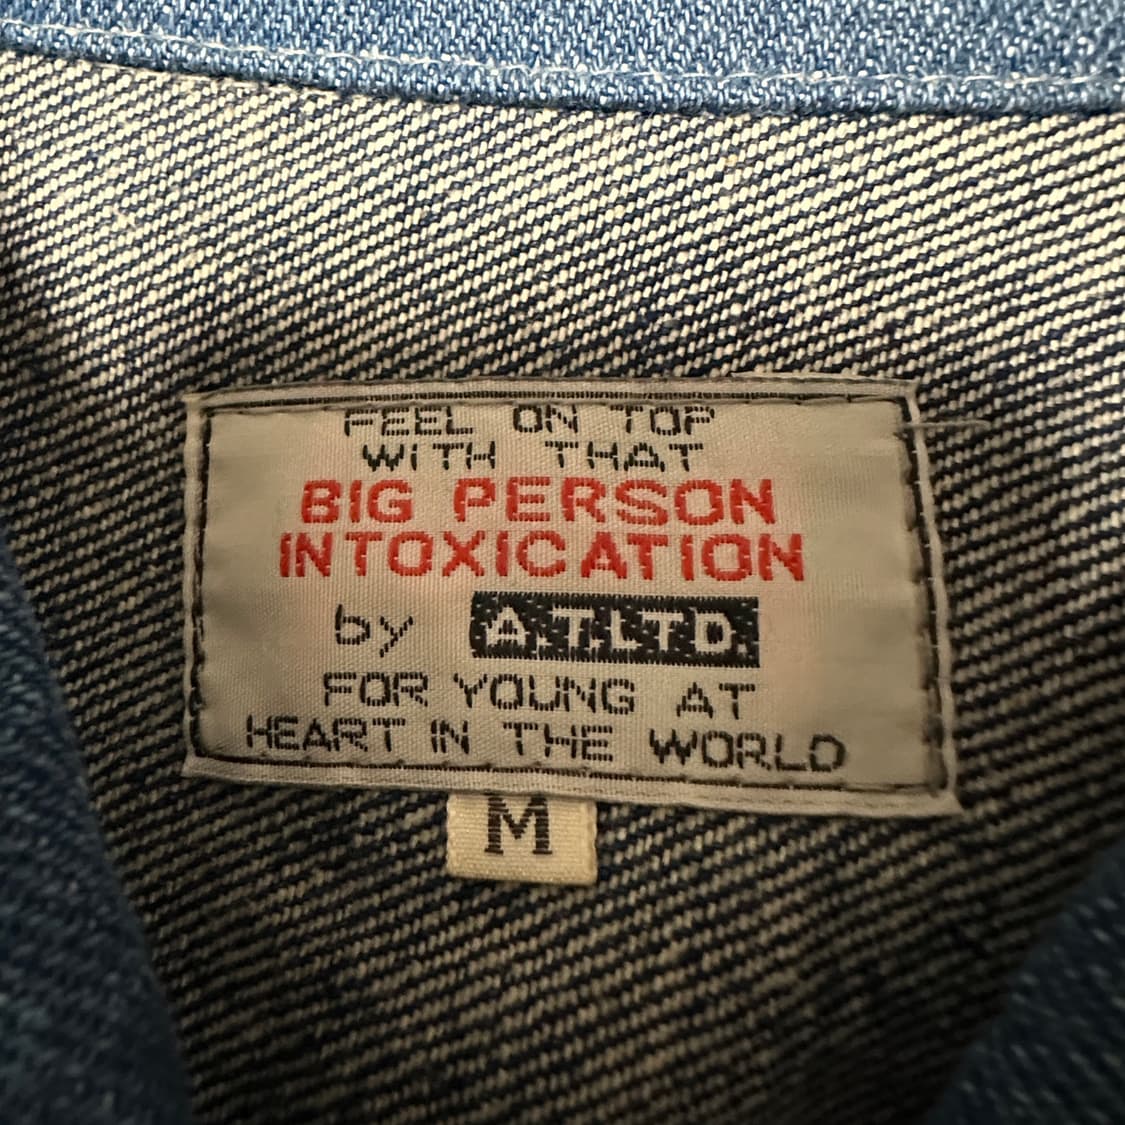 FEEL ON TOP
WITH THAT
BIG PERSON
INTOXICATION
by A.T.LTD.
FOR YOUNG AT
HEART IN THE WORLD
M